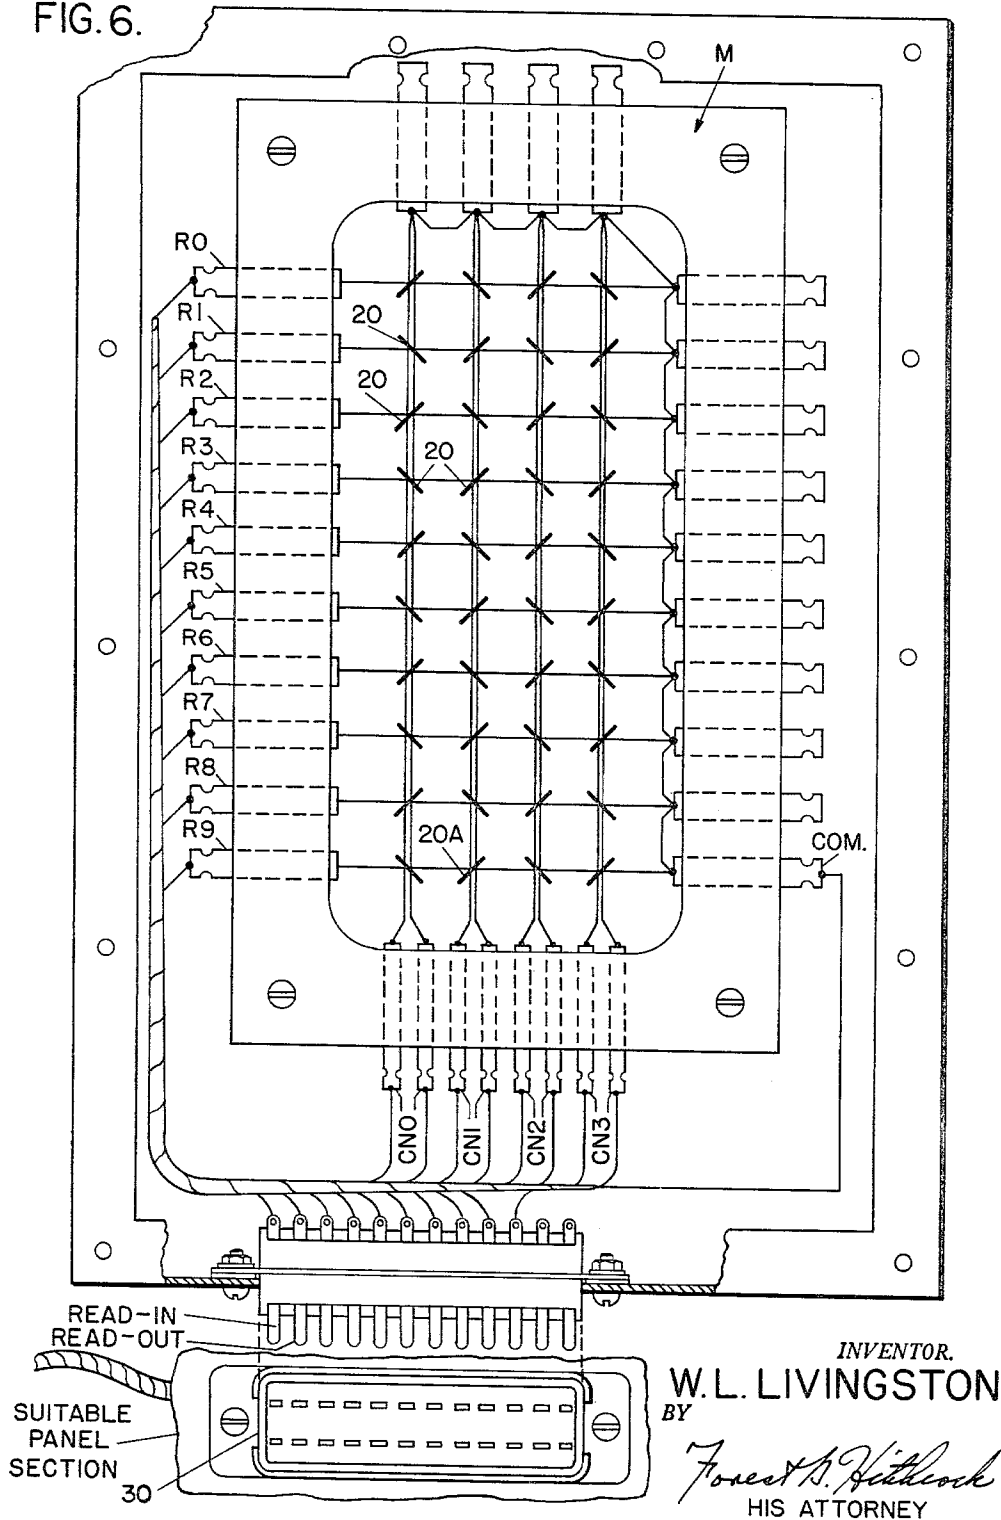 FIG. 6.
M
R0
R1
20
R2
20
R3
20
R4
R5
R6
R7
R8
R9
20A
COM.
CN0
CN1
CN2
CN3
READ-IN
READ-OUT
SUITABLE
PANEL
SECTION
30
INVENTOR.
W. L. LIVINGSTON
BY
Forest B. Hitchcock
HIS ATTORNEY